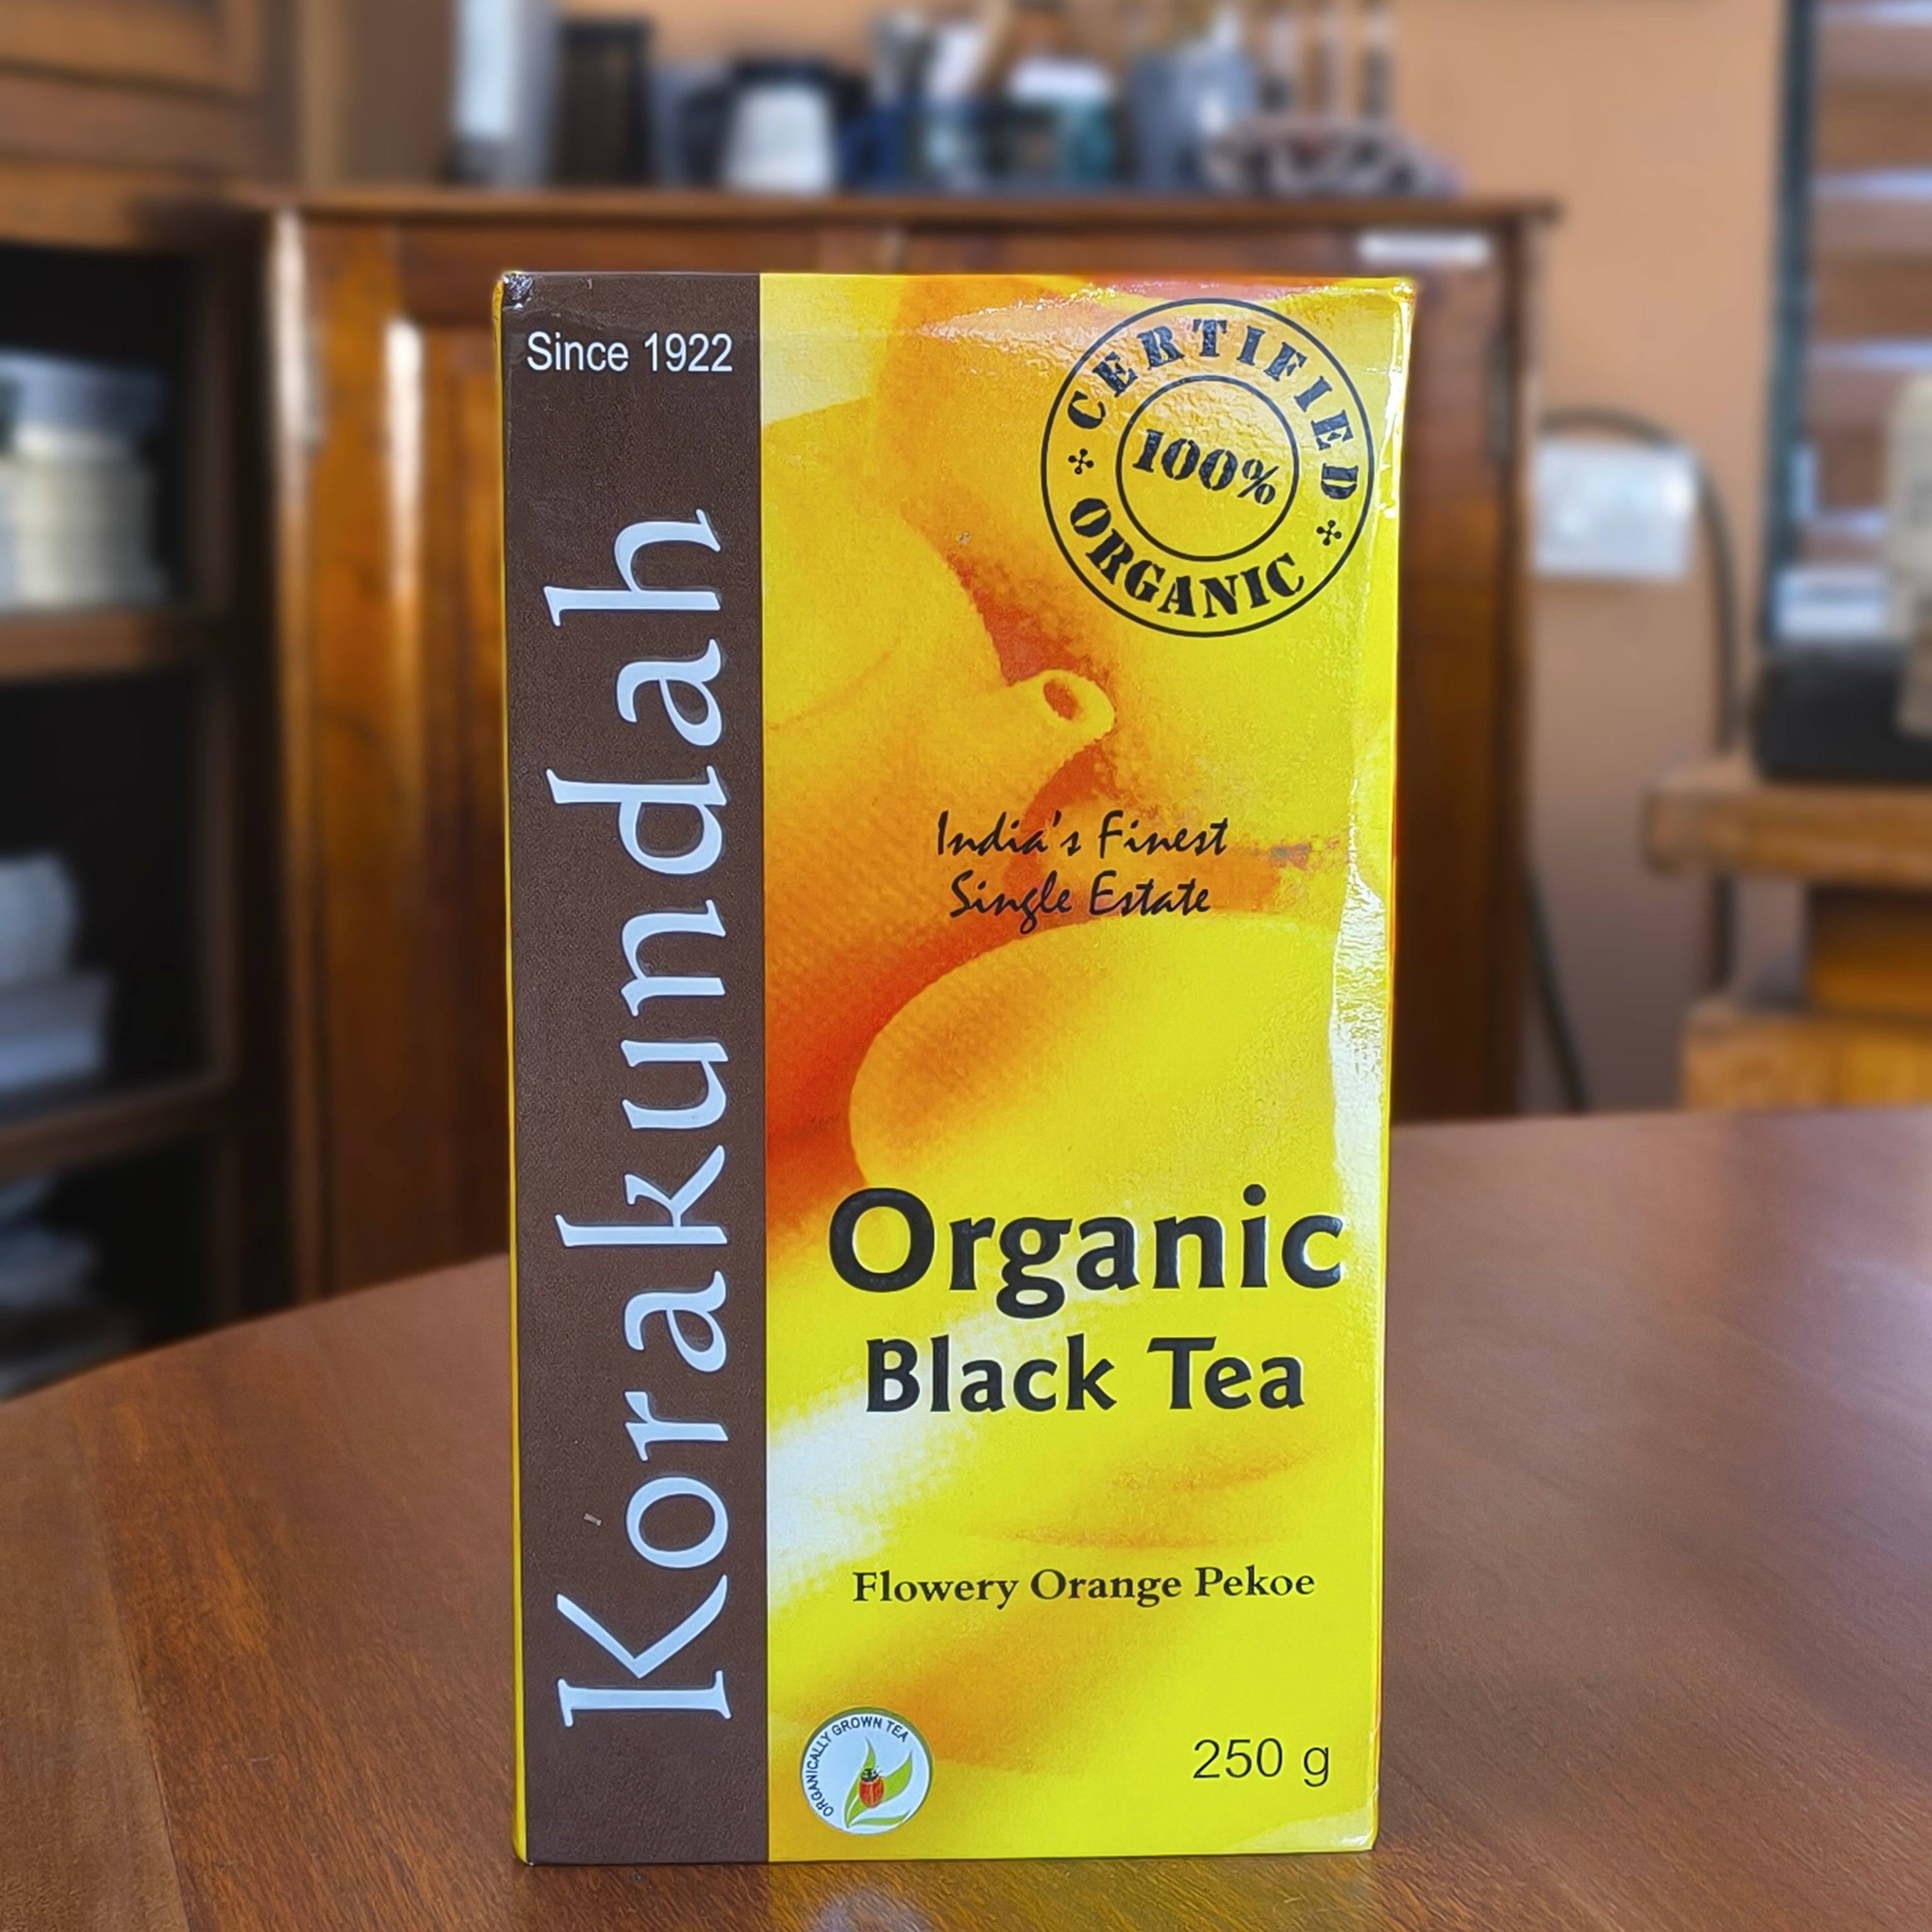 Since 1922
Korakundah
CERTIFIED
100%
ORGANIC
India's Finest
Single Estate
Organic
Black Tea
Flowery Orange Pekoe
ORGANICALLY GROWN TEA
250 g